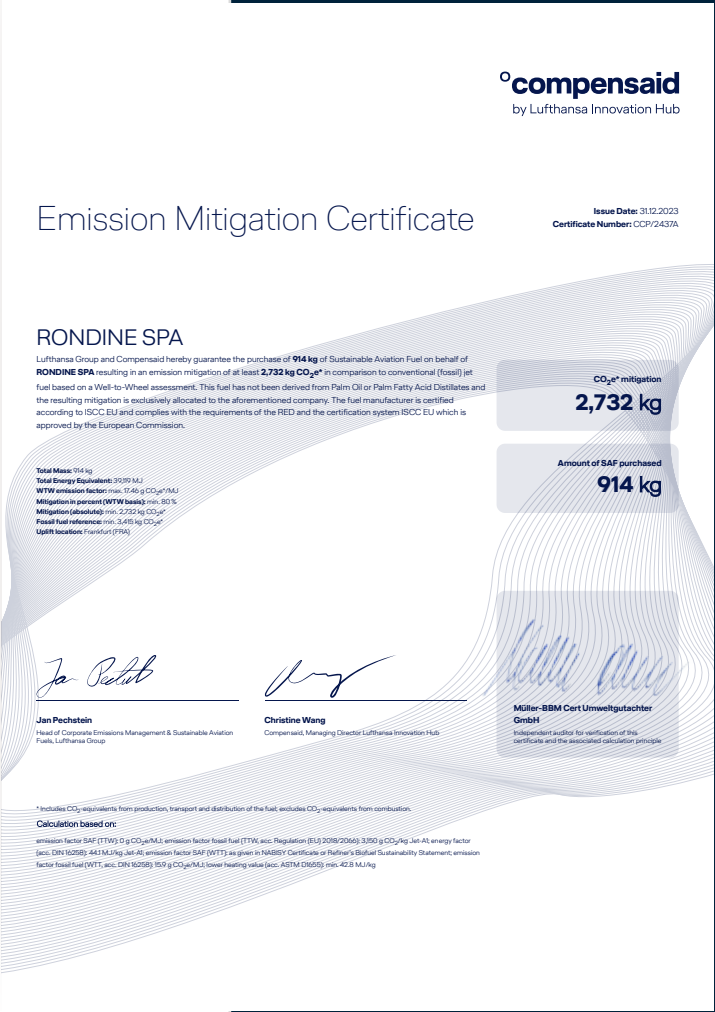 °compensaid
by Lufthansa Innovation Hub
Emission Mitigation Certificate
Issue Date: 31.12.2023
Certificate Number: CCP/2437A
RONDINE SPA
Lufthansa Group and Compensaid hereby guarantee the purchase of 914 kg of Sustainable Aviation Fuel on behalf of
RONDINE SPA resulting in an emission mitigation of at least 2,732 kg CO₂e* in comparison to conventional (fossil) jet
fuel based on a Well-to-Wheel assessment. This fuel has not been derived from Palm Oil or Palm Fatty Acid Distillates and
the resulting mitigation is exclusively allocated to the aforementioned company. The fuel manufacturer is certified
according to ISCC EU and complies with the requirements of the RED and the certification system ISCC EU which is
approved by the European Commission.
CO₂e* mitigation
2,732 kg
Amount of SAF purchased
914 kg
Total Mass: 914 kg
Total Energy Equivalent: 39,119 MJ
WTW emission factor: max. 17.46 g CO₂e*/MJ
Mitigation in percent (WTW basis): min. 80 %
Mitigation (absolute): min. 2,732 kg CO₂e*
Fossil fuel reference: min. 3,415 kg CO₂e*
Uplift location: Frankfurt (FRA)
Jan Pechstein
Head of Corporate Emissions Management & Sustainable Aviation
Fuels, Lufthansa Group
Christine Wang
Compensaid, Managing Director Lufthansa Innovation Hub
Müller-BBM Cert Umweltgutachter
GmbH
Independent auditor for verification of this
certificate and the associated calculation principle
* Includes CO₂-equivalents from production, transport and distribution of the fuel; excludes CO₂-equivalents from combustion.
Calculation based on:
emission factor SAF (TTW): 0 g CO₂e/MJ; emission factor fossil fuel (TTW, acc. Regulation (EU) 2018/2066): 3,150 g CO₂/kg Jet-A1; energy factor
(acc. DIN 16258): 44.1 MJ/kg Jet-A1; emission factor SAF (WTT): as given in NABISY Certificate or Refiner's Biofuel Sustainability Statement; emission
factor fossil fuel (WTT, acc. DIN 16258): 15.9 g CO₂e/MJ; lower heating value (acc. ASTM D1655): min. 42.8 MJ/kg